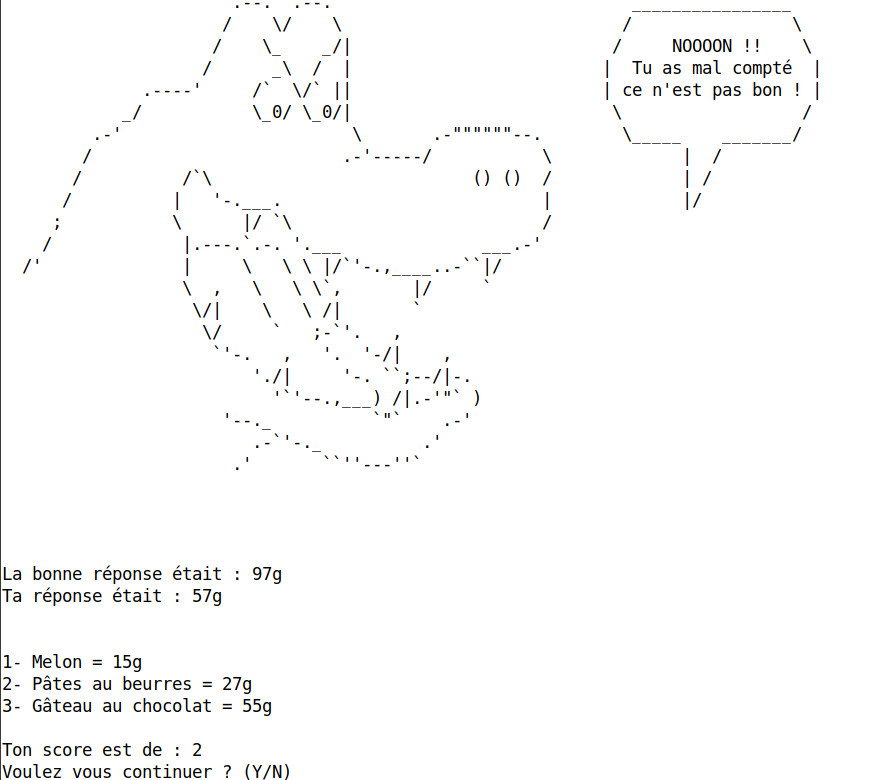 NOOOON !!
Tu as mal compté
ce n'est pas bon !
La bonne réponse était : 97g
Ta réponse était : 57g
1- Melon = 15g
2- Pâtes au beurres = 27g
3- Gâteau au chocolat = 55g
Ton score est de : 2
Voulez vous continuer ? (Y/N)